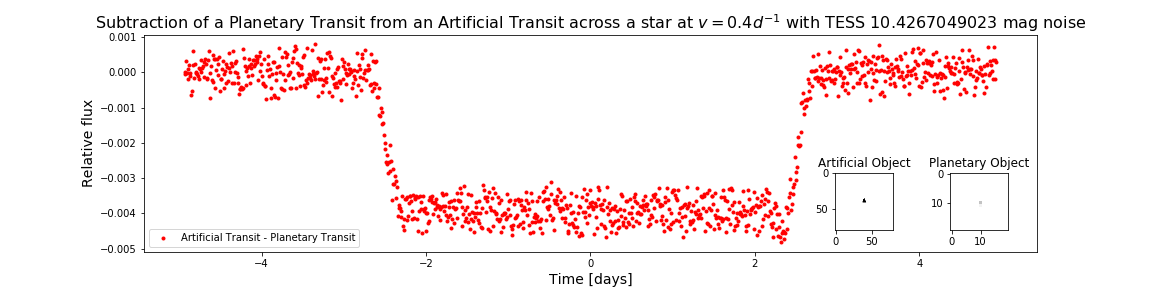 Subtraction of a Planetary Transit from an Artificial Transit across a star at v = 0.4d⁻¹ with TESS 10.4267049023 mag noise
0.001
0.000
−0.001
−0.002
−0.003
−0.004
−0.005
Relative flux
Artificial Transit - Planetary Transit
Artificial Object
0
50
0 50
Planetary Object
0
10
0 10
−4 −2 0 2 4
Time [days]